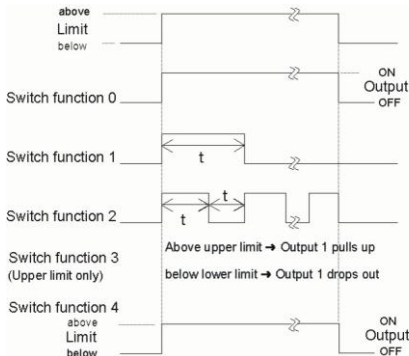 above
Limit
below
ON
Output
OFF
Switch function 0
Switch function 1
t
t
Switch function 2
t
Switch function 3
(Upper limit only)
Above upper limit ➔ Output 1 pulls up
below lower limit ➔ Output 1 drops out
Switch function 4
above
Limit
below
ON
Output
OFF